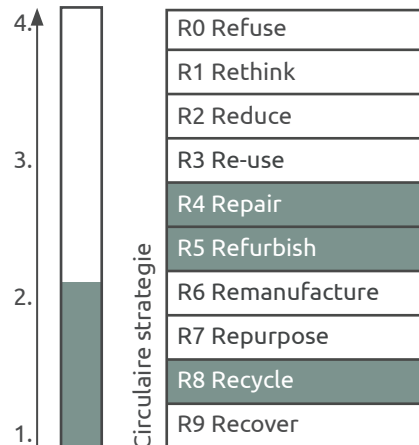 4.
3.
2.
1.
Circulaire strategie
R0 Refuse
R1 Rethink
R2 Reduce
R3 Re-use
R4 Repair
R5 Refurbish
R6 Remanufacture
R7 Repurpose
R8 Recycle
R9 Recover